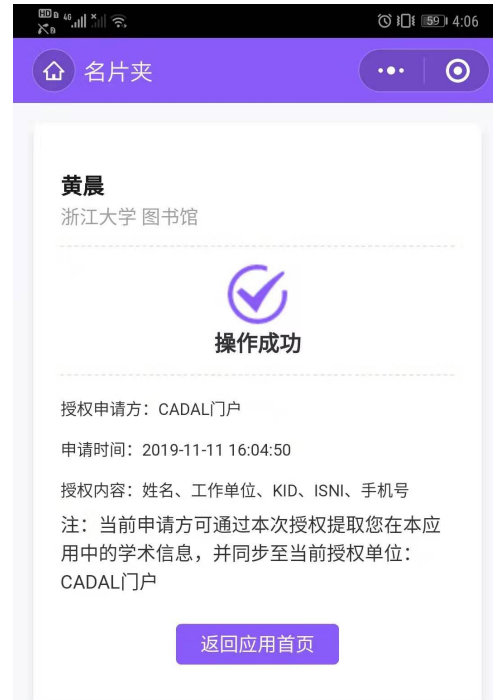 HD 46 59 4:06
名片夹
黄晨
浙江大学 图书馆
操作成功
授权申请方：CADAL门户
申请时间：2019-11-11 16:04:50
授权内容：姓名、工作单位、KID、ISNI、手机号
注：当前申请方可通过本次授权提取您在本应
用中的学术信息，并同步至当前授权单位：
CADAL门户
返回应用首页